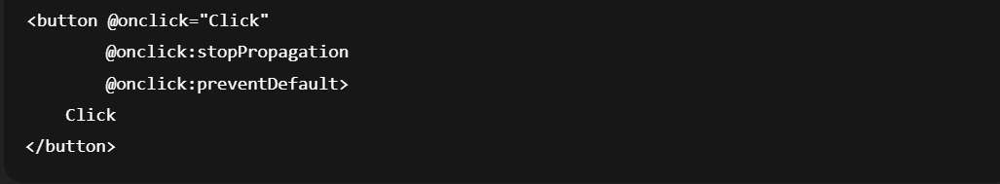 <button @onclick="Click"
@onclick:stopPropagation
@onclick:preventDefault>
Click
</button>